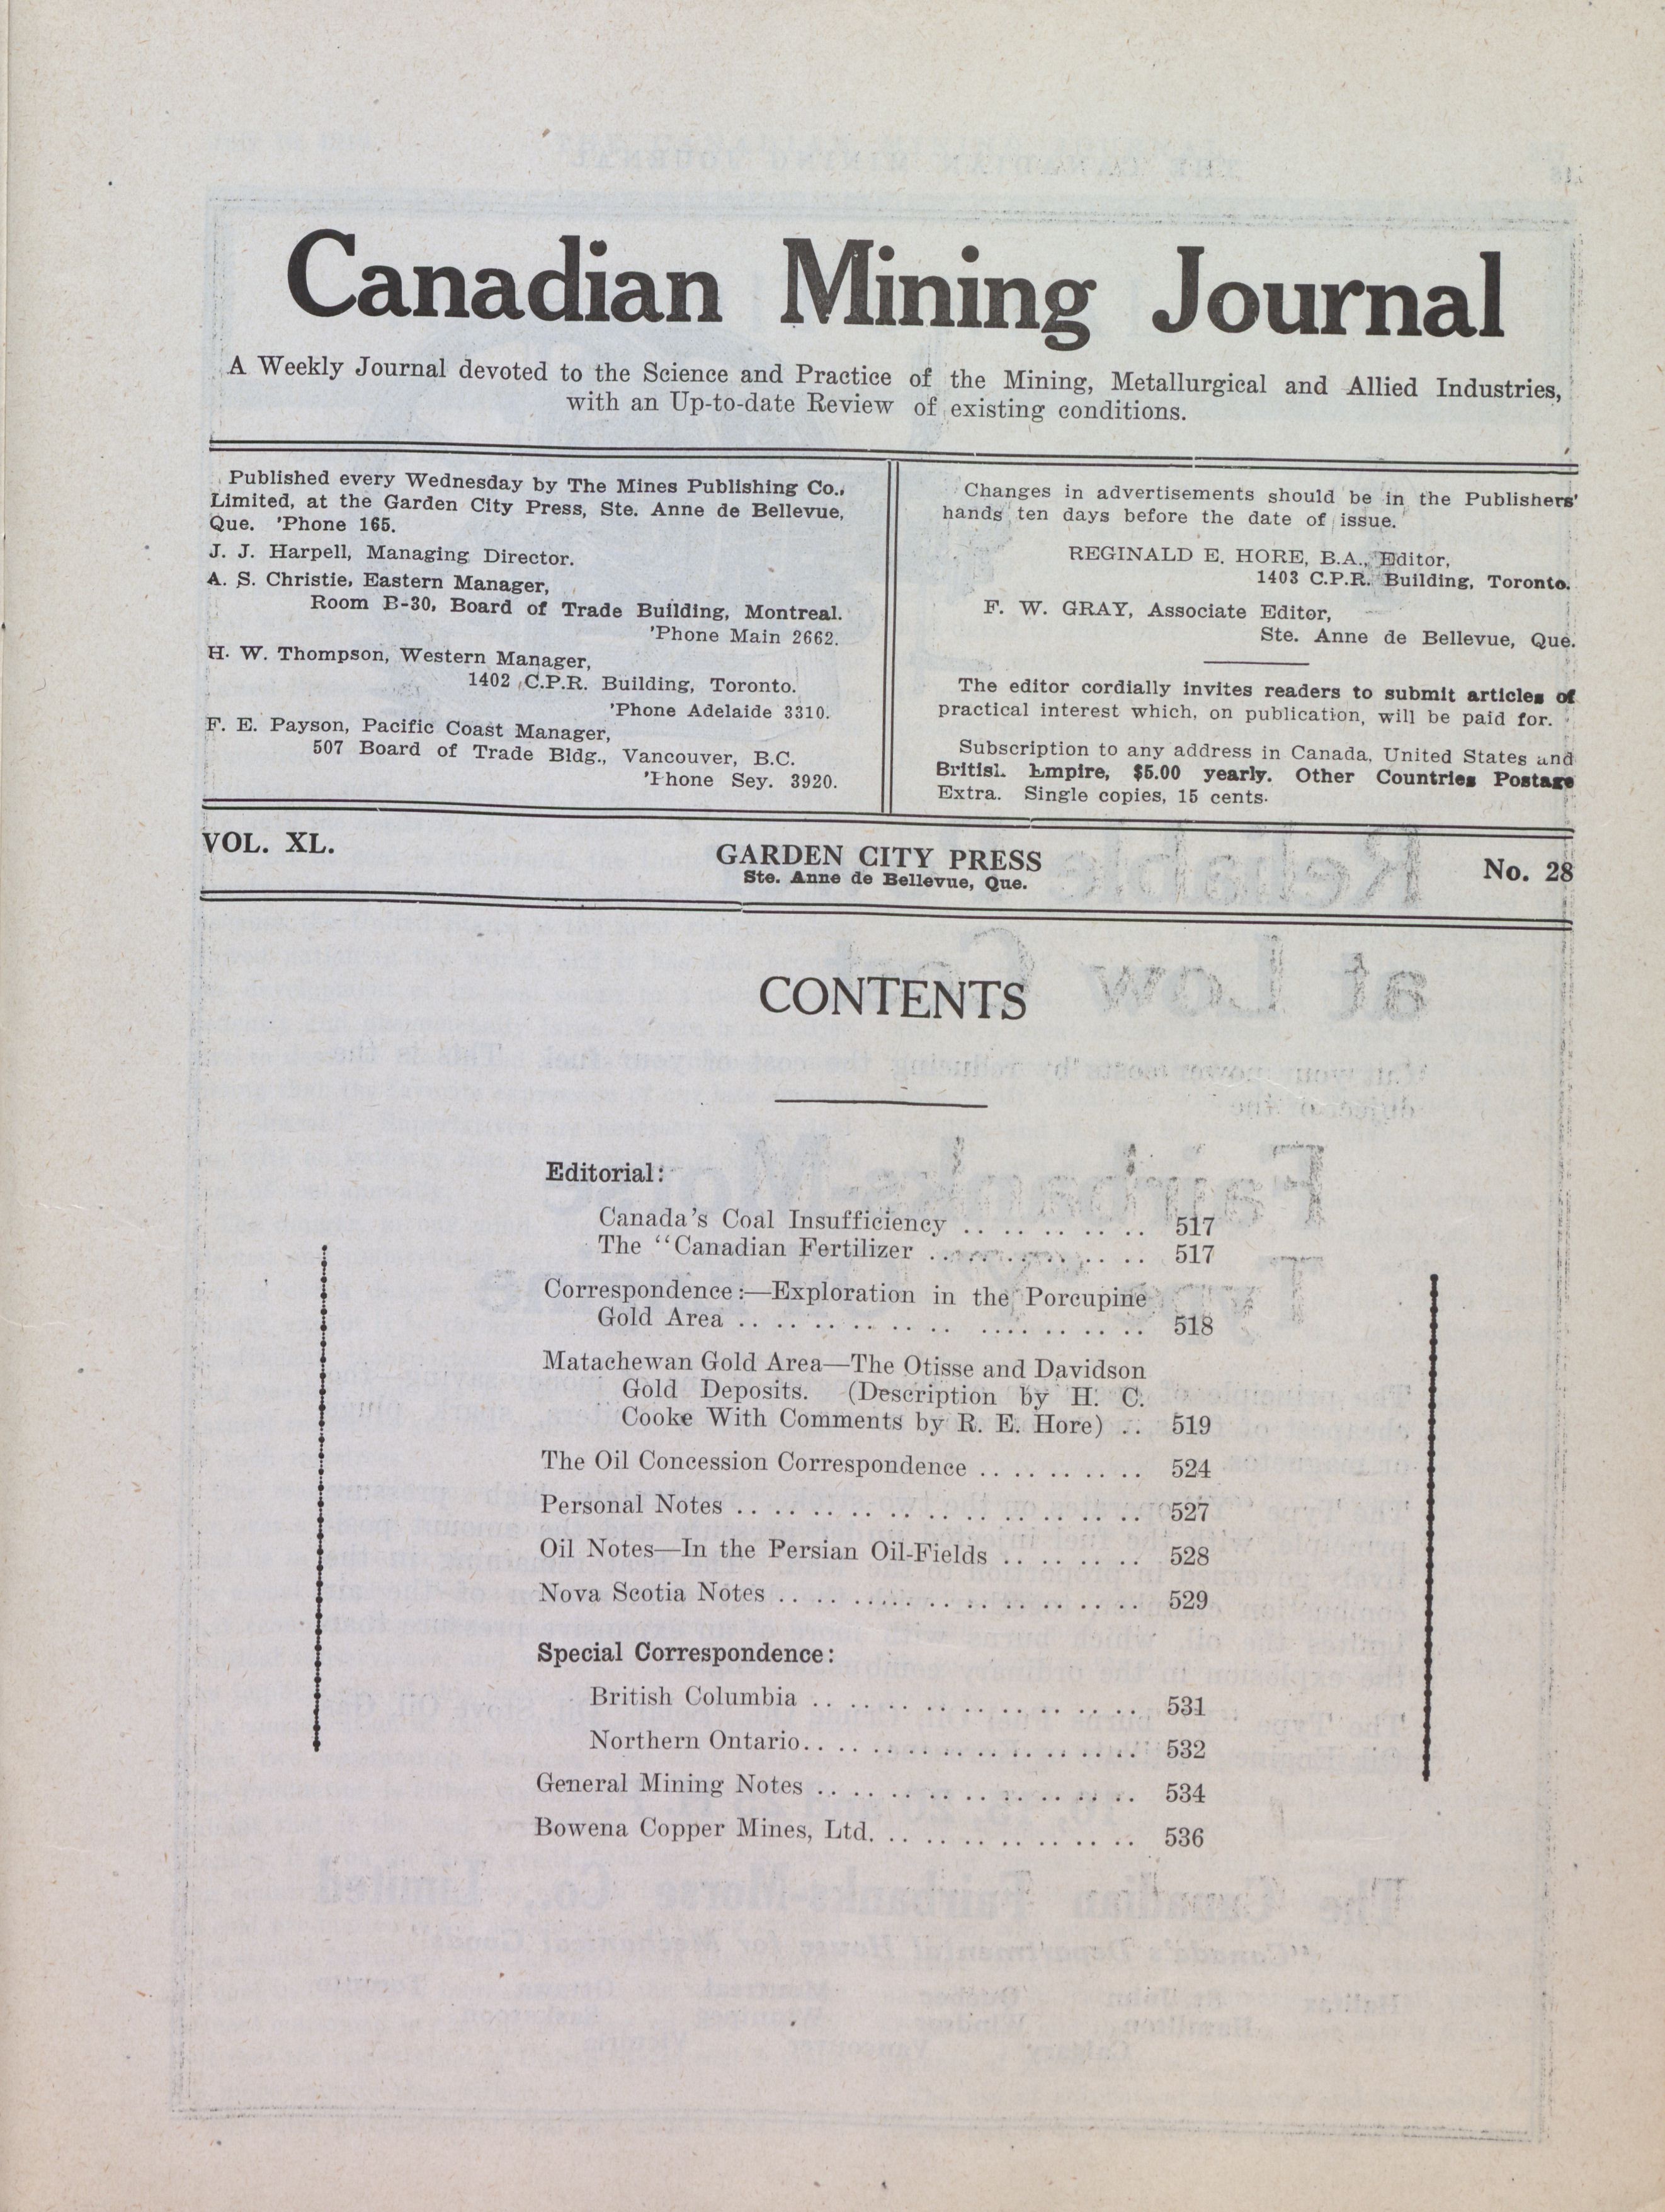 Canadian Mining Journal
A Weekly Journal devoted to the Science and Practice of the Mining, Metallurgical and Allied Industries,
with an Up-to-date Review of existing conditions.
Published every Wednesday by The Mines Publishing Co.,
Limited, at the Garden City Press, Ste. Anne de Bellevue,
Que. 'Phone 165.
J. J. Harpell, Managing Director.
A. S. Christie, Eastern Manager,
Room B-30, Board of Trade Building, Montreal.
'Phone Main 2662.
H. W. Thompson, Western Manager,
1402 C.P.R. Building, Toronto.
'Phone Adelaide 3310.
F. E. Payson, Pacific Coast Manager,
507 Board of Trade Bldg., Vancouver, B.C.
'Phone Sey. 3920.
Changes in advertisements should be in the Publishers'
hands ten days before the date of issue.
REGINALD E. HORE, B.A., Editor,
1403 C.P.R. Building, Toronto.
F. W. GRAY, Associate Editor,
Ste. Anne de Bellevue, Que.
The editor cordially invites readers to submit articles of
practical interest which, on publication, will be paid for.
Subscription to any address in Canada, United States and
British Empire, $5.00 yearly. Other Countries Postage
Extra. Single copies, 15 cents.
VOL. XL.
GARDEN CITY PRESS
Ste. Anne de Bellevue, Que.
No. 28
CONTENTS
Editorial:
Canada's Coal Insufficiency .. .. .. .. .. 517
The "Canadian Fertilizer .. .. .. .. .. .. 517
Correspondence:—Exploration in the Porcupine
Gold Area .. .. .. .. .. .. .. .. .. .. .. 518
Matachewan Gold Area—The Otisse and Davidson
Gold Deposits. (Description by H. C.
Cooke With Comments by R. E. Hore) .. 519
The Oil Concession Correspondence .. .. .. .. .. 524
Personal Notes .. .. .. .. .. .. .. .. .. .. .. 527
Oil Notes—In the Persian Oil-Fields .. .. .. .. 528
Nova Scotia Notes .. .. .. .. .. .. .. .. .. .. 529
Special Correspondence:
British Columbia .. .. .. .. .. .. .. .. .. 531
Northern Ontario.. .. .. .. .. .. .. .. .. 532
General Mining Notes .. .. .. .. .. .. .. .. .. 534
Bowena Copper Mines, Ltd. .. .. .. .. .. .. .. 536